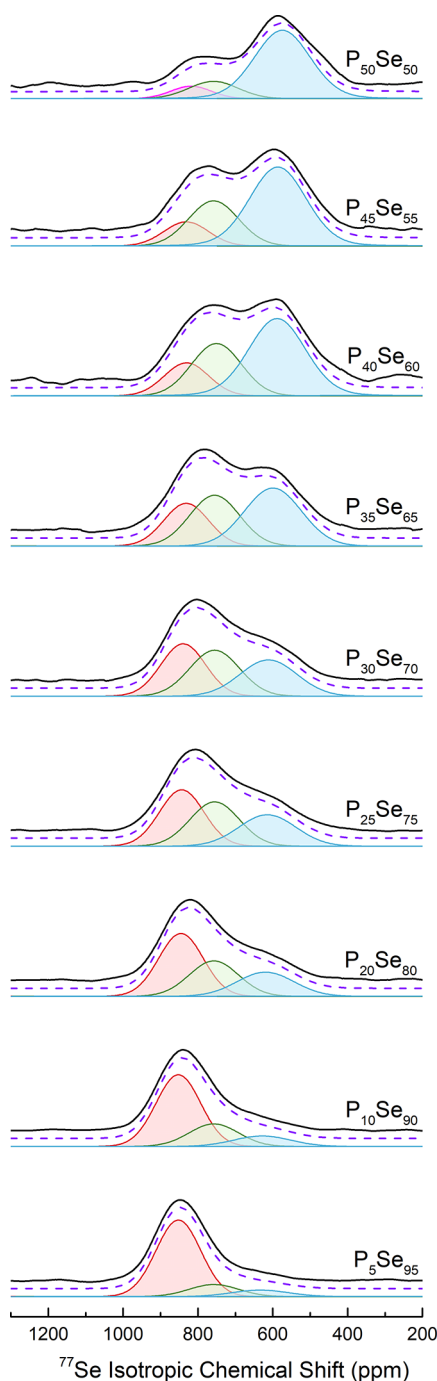 P₅₀Se₅₀
P₄₅Se₅₅
P₄₀Se₆₀
P₃₅Se₆₅
P₃₀Se₇₀
P₂₅Se₇₅
P₂₀Se₈₀
P₁₀Se₉₀
P₅Se₉₅
1200 1000 800 600 400 200
⁷⁷Se Isotropic Chemical Shift (ppm)